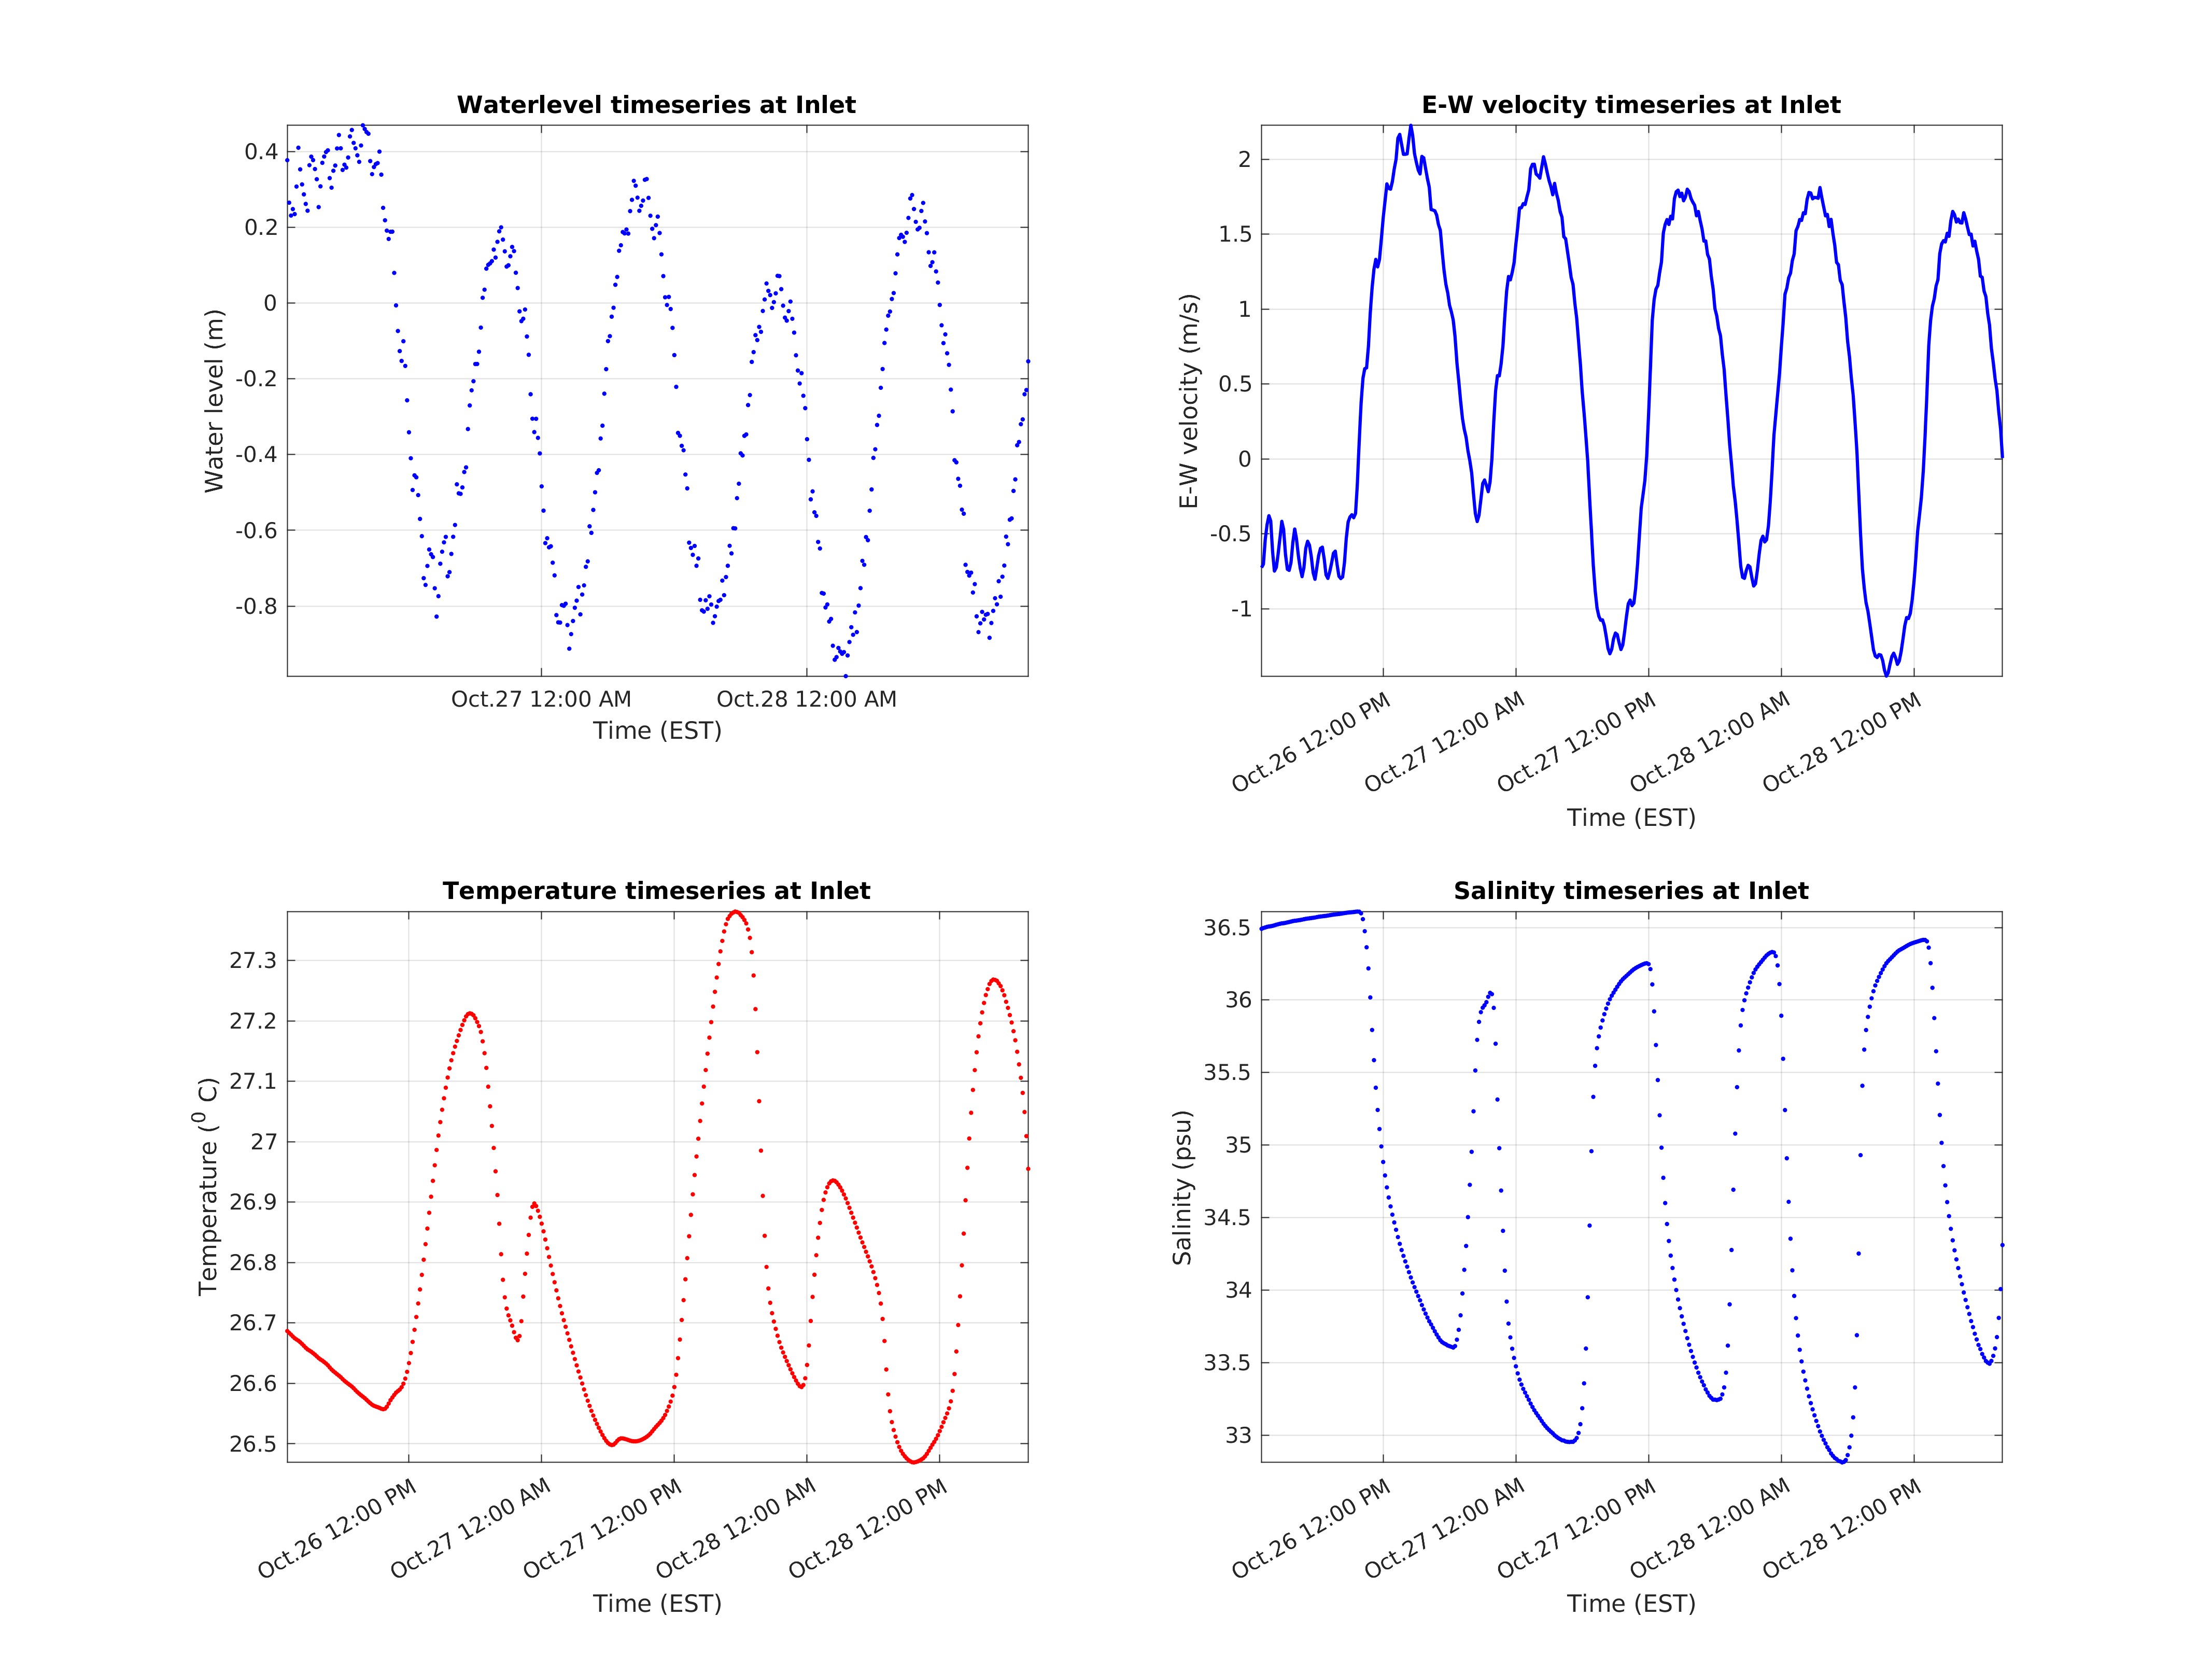 Waterlevel timeseries at Inlet
0.4
0.2
0
-0.2
-0.4
-0.6
-0.8
Water level (m)
Oct.27 12:00 AM Oct.28 12:00 AM
Time (EST)
E-W velocity timeseries at Inlet
2
1.5
1
0.5
0
-0.5
-1
E-W velocity (m/s)
Oct.26 12:00 PM
Oct.27 12:00 AM
Oct.27 12:00 PM
Oct.28 12:00 AM
Oct.28 12:00 PM
Time (EST)
Temperature timeseries at Inlet
27.3
27.2
27.1
27
26.9
26.8
26.7
26.6
26.5
Temperature (⁰ C)
Oct.26 12:00 PM
Oct.27 12:00 AM
Oct.27 12:00 PM
Oct.28 12:00 AM
Oct.28 12:00 PM
Time (EST)
Salinity timeseries at Inlet
36.5
36
35.5
35
34.5
34
33.5
33
Salinity (psu)
Oct.26 12:00 PM
Oct.27 12:00 AM
Oct.27 12:00 PM
Oct.28 12:00 AM
Oct.28 12:00 PM
Time (EST)